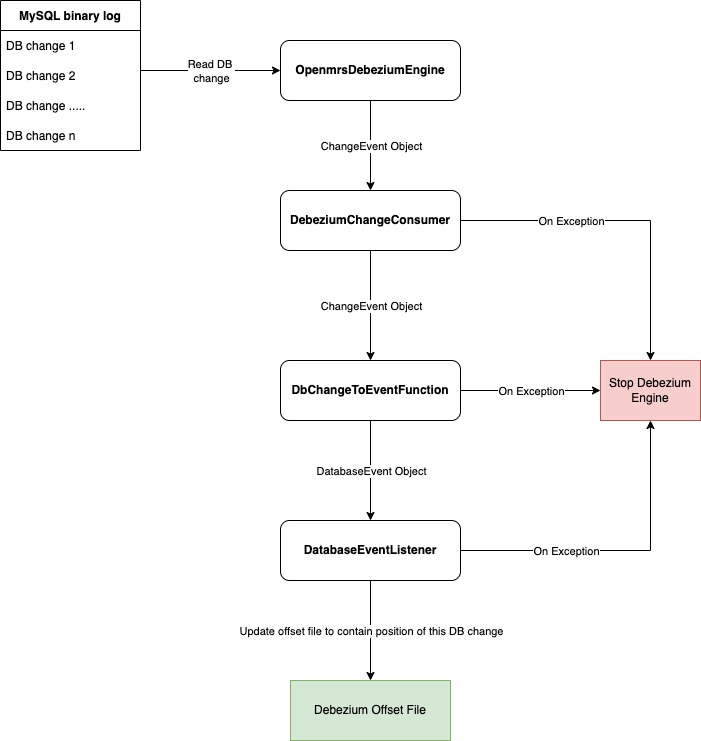 MySQL binary log
DB change 1
DB change 2
DB change .....
DB change n
Read DB
change
OpenmrsDebeziumEngine
ChangeEvent Object
DebeziumChangeConsumer
On Exception
ChangeEvent Object
DbChangeToEventFunction
On Exception
Stop Debezium
Engine
DatabaseEvent Object
DatabaseEventListener
On Exception
Update offset file to contain position of this DB change
Debezium Offset File